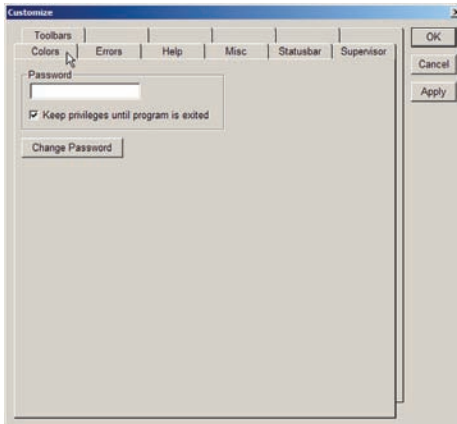 Customize
Toolbars
Colors Errors Help Misc Statusbar Supervisor
Password
Keep privileges until program is exited
Change Password
OK
Cancel
Apply